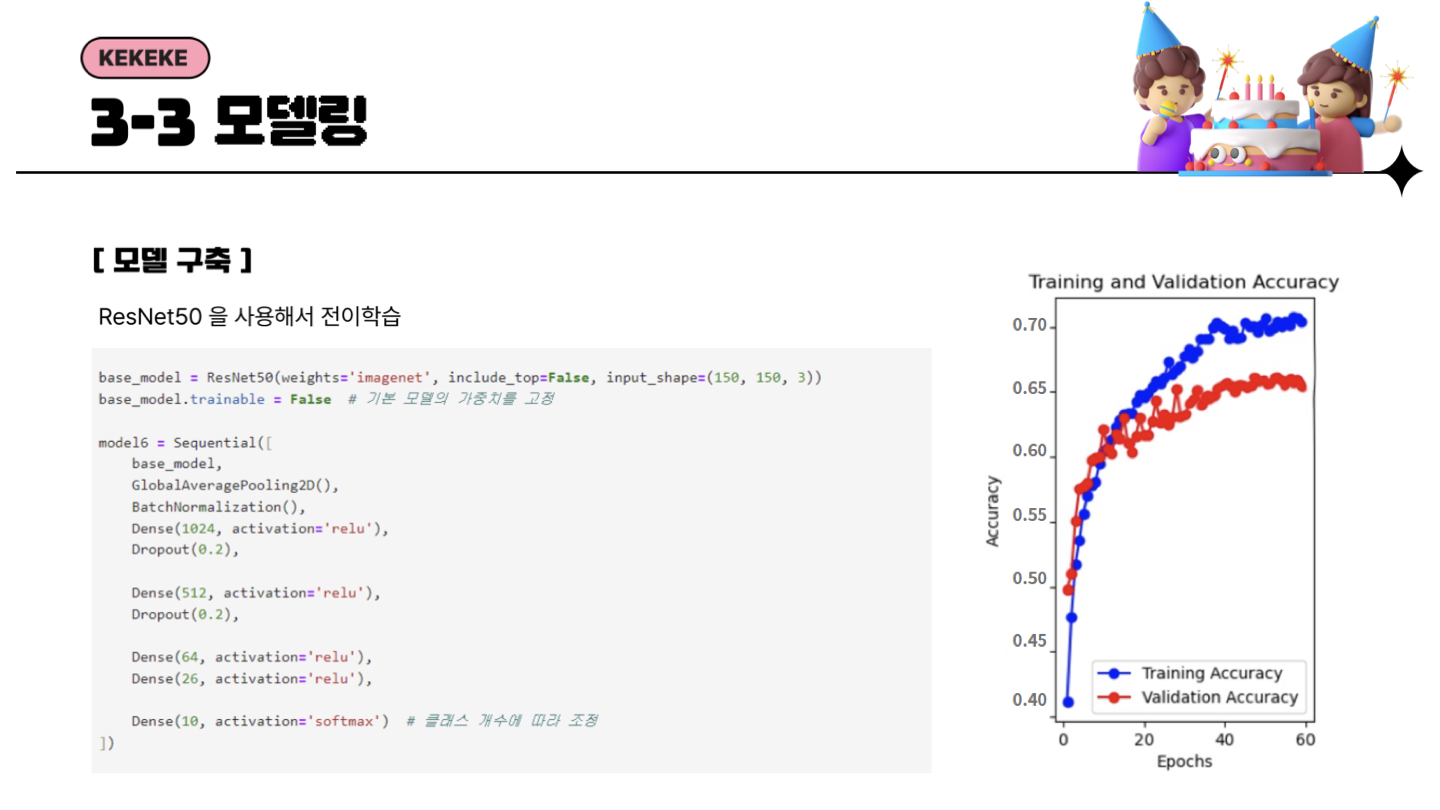 KEKEKE
3-3 모델링
[ 모델 구축 ]
ResNet50 을 사용해서 전이학습
base_model = ResNet50(weights='imagenet', include_top=False, input_shape=(150, 150, 3))
base_model.trainable = False  # 기본 모델의 가중치를 고정
model6 = Sequential([
    base_model,
    GlobalAveragePooling2D(),
    BatchNormalization(),
    Dense(1024, activation='relu'),
    Dropout(0.2),
    Dense(512, activation='relu'),
    Dropout(0.2),
    Dense(64, activation='relu'),
    Dense(26, activation='relu'),
    Dense(10, activation='softmax')  # 클래스 개수에 따라 조정
])
Training and Validation Accuracy
Accuracy
0.70
0.65
0.60
0.55
0.50
0.45
0.40
Training Accuracy
Validation Accuracy
0 20 40 60
Epochs